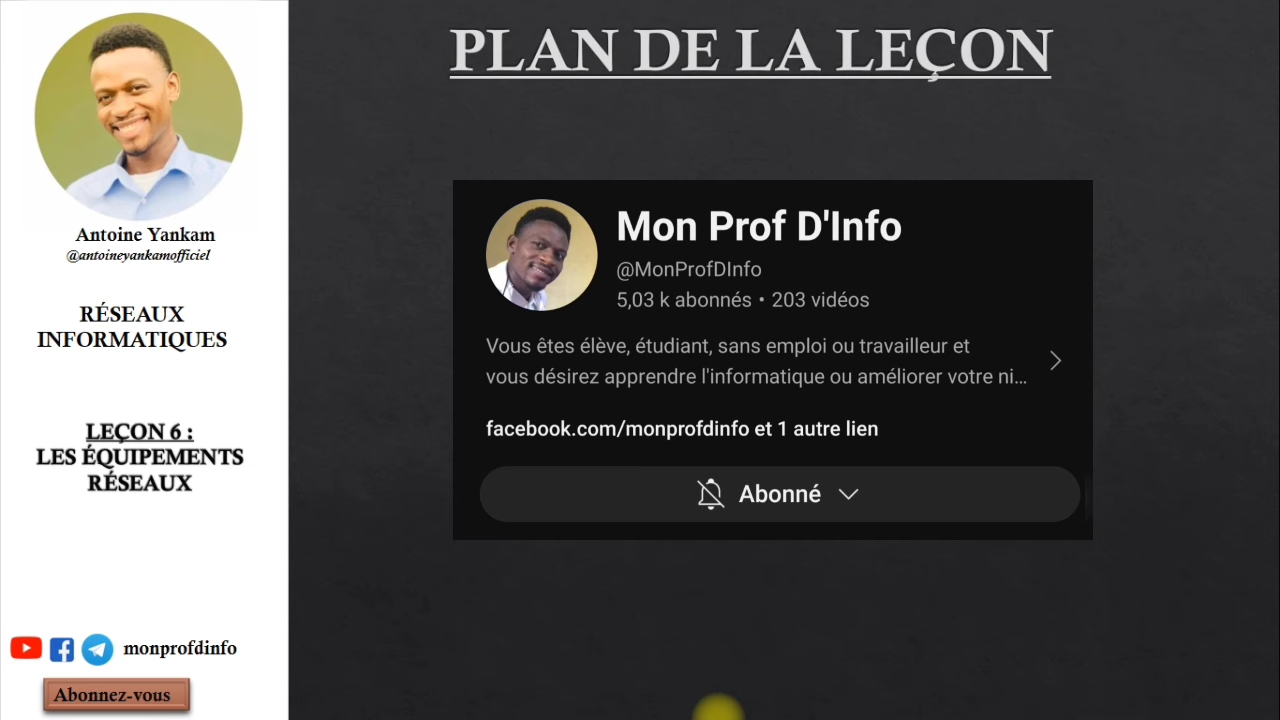 Antoine Yankam
@antoineyankamofficiel
RÉSEAUX
INFORMATIQUES
LEÇON 6 :
LES ÉQUIPEMENTS
RÉSEAUX
monprofdinfo
Abonnez-vous
PLAN DE LA LEÇON
Mon Prof D'Info
@MonProfDInfo
5,03 k abonnés • 203 vidéos
Vous êtes élève, étudiant, sans emploi ou travailleur et
vous désirez apprendre l'informatique ou améliorer votre ni...
facebook.com/monprofdinfo et 1 autre lien
Abonné